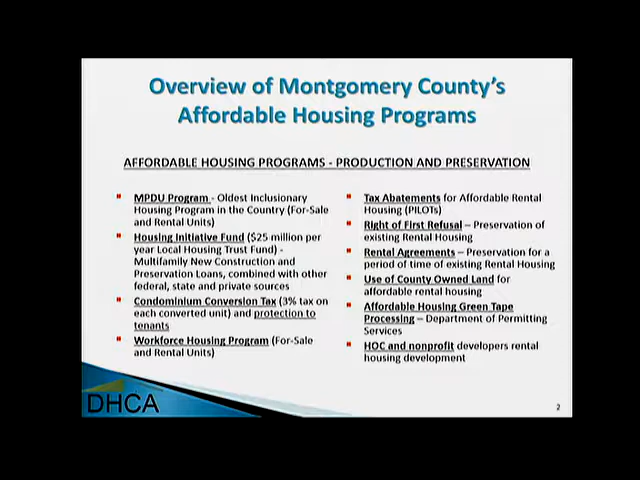 Overview of Montgomery County's
Affordable Housing Programs
AFFORDABLE HOUSING PROGRAMS - PRODUCTION AND PRESERVATION
MPDU Program - Oldest Inclusionary
Housing Program in the Country (For-Sale
and Rental Units)
Housing Initiative Fund ($25 million per
year Local Housing Trust Fund) -
Multifamily New Construction and
Preservation Loans, combined with other
federal, state and private sources
Condominium Conversion Tax (3% tax on
each converted unit) and protection to
tenants
Workforce Housing Program (For-Sale
and Rental Units)
Tax Abatements for Affordable Rental
Housing (PILOTs)
Right of First Refusal – Preservation of
existing Rental Housing
Rental Agreements – Preservation for a
period of time of existing Rental Housing
Use of County Owned Land for
affordable rental housing
Affordable Housing Green Tape
Processing – Department of Permitting
Services
HOC and nonprofit developers rental
housing development
DHCA
2